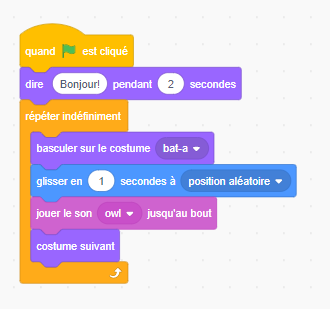 quand est cliqué
dire Bonjour! pendant 2 secondes
répéter indéfiniment
basculer sur le costume bat-a
glisser en 1 secondes à position aléatoire
jouer le son owl jusqu'au bout
costume suivant